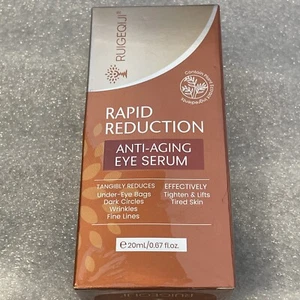 RUIGEQUI
RAPID
REDUCTION
ANTI-AGING
EYE SERUM
TANGIBLY REDUCES
Under-Eye Bags
Dark Circles
Wrinkles
Fine Lines
EFFECTIVELY
Tighten & Lifts
Tired Skin
℮20mL/0.67 fl.oz.